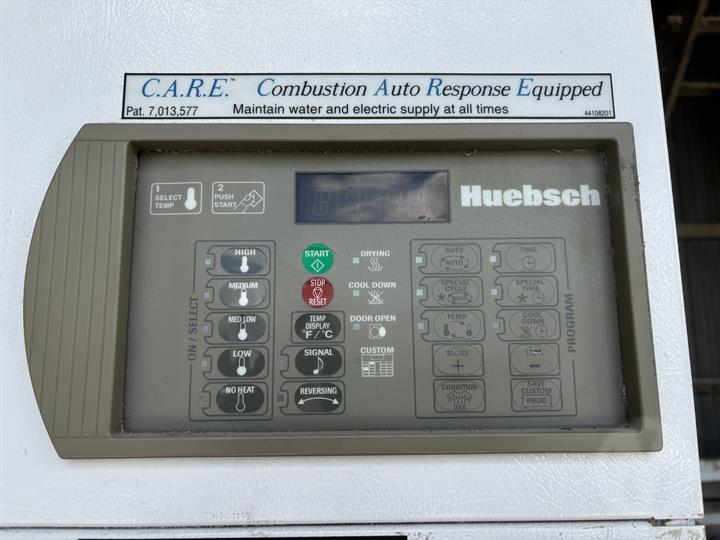 C.A.R.E.™ Combustion Auto Response Equipped
Pat. 7,013,577 Maintain water and electric supply at all times 44108201
1
SELECT
TEMP
2
PUSH
START
Huebsch
ON / SELECT
HIGH
MEDIUM
MED LOW
LOW
NO HEAT
START
STOP
RESET
TEMP
DISPLAY
°F/°C
SIGNAL
REVERSING
DRYING
COOL DOWN
DOOR OPEN
CUSTOM
AUTO
AUTO
TIME
SPECIAL
CYCLE
*AUTO
SPECIAL
TIME
*
TEMP
COOL
DOWN
MORE
+
LESS
-
CONDITION
SAVE
CUSTOM
PROG
PROGRAM